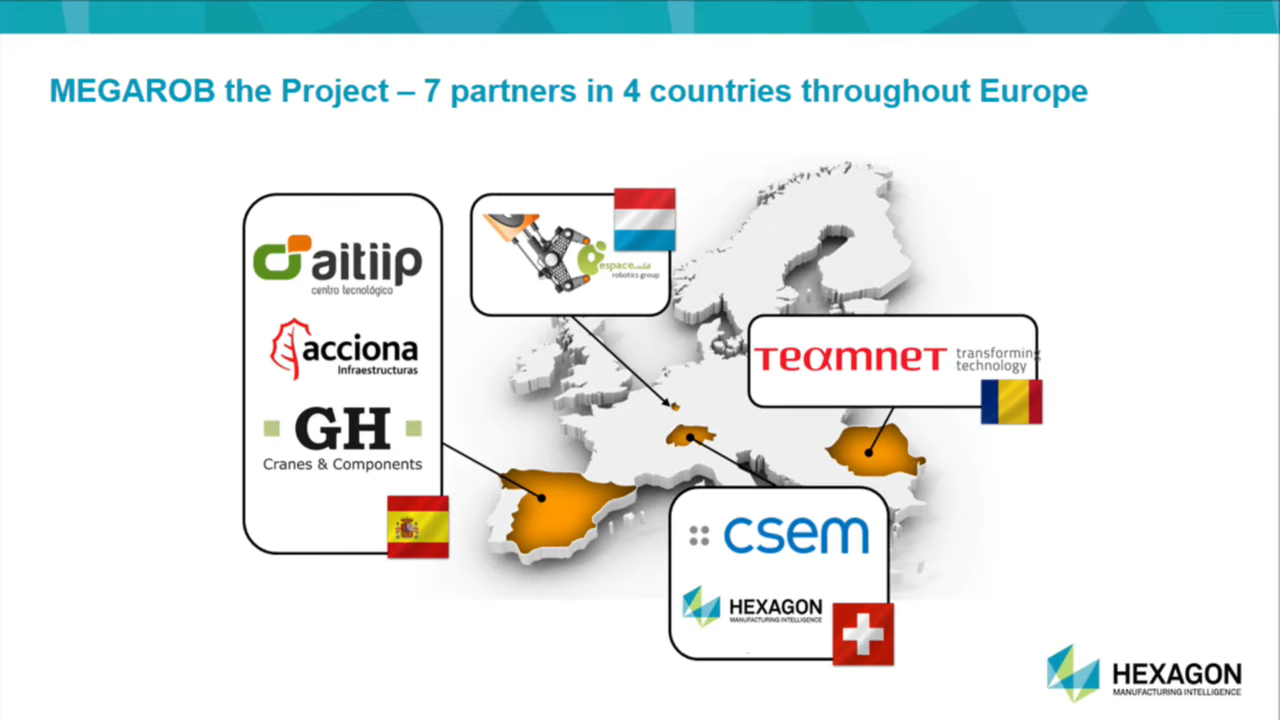 MEGAROB the Project – 7 partners in 4 countries throughout Europe
aitiip
centro tecnológico
acciona
Infraestructuras
GH
Cranes & Components
espace
robotics group
Teamnet
transforming
technology
csem
HEXAGON
MANUFACTURING INTELLIGENCE
HEXAGON
MANUFACTURING INTELLIGENCE